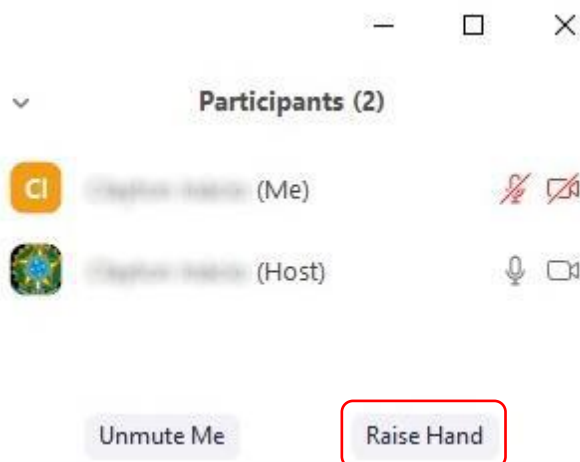 Participants (2)
CI
(Me)
(Host)
Unmute Me
Raise Hand